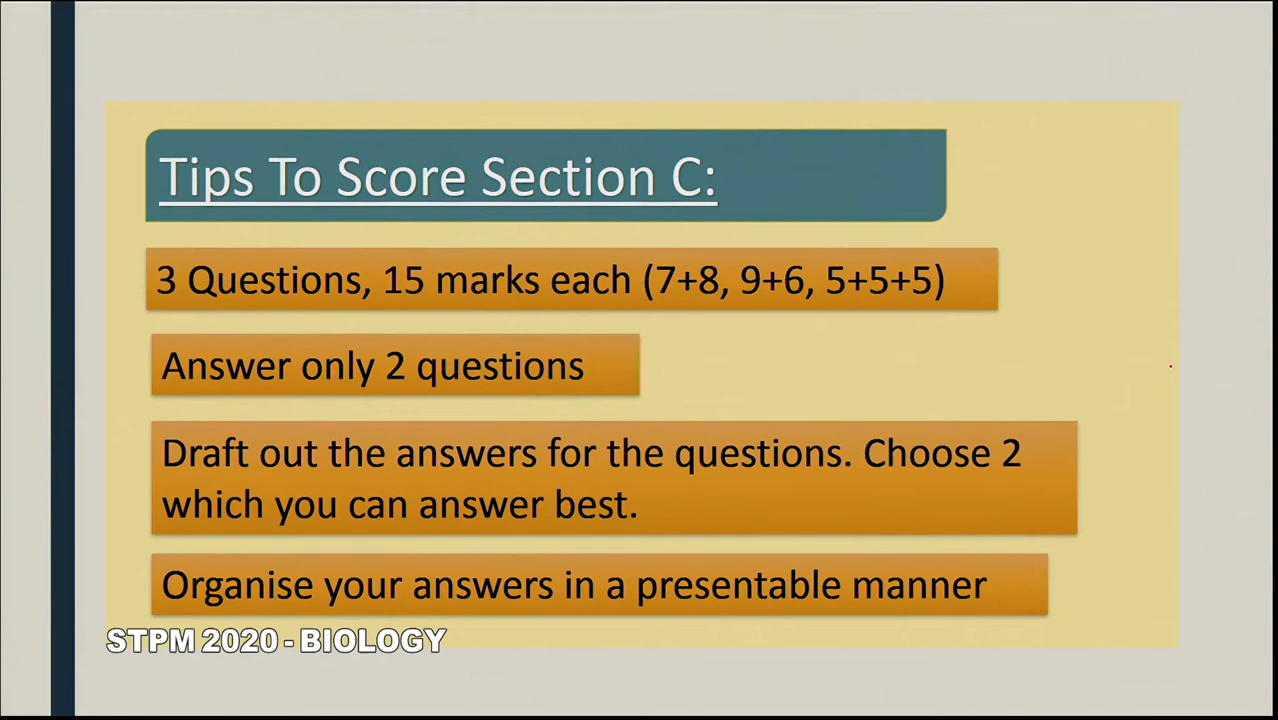 Tips To Score Section C:
3 Questions, 15 marks each (7+8, 9+6, 5+5+5)
Answer only 2 questions
Draft out the answers for the questions. Choose 2
which you can answer best.
Organise your answers in a presentable manner
STPM 2020 - BIOLOGY